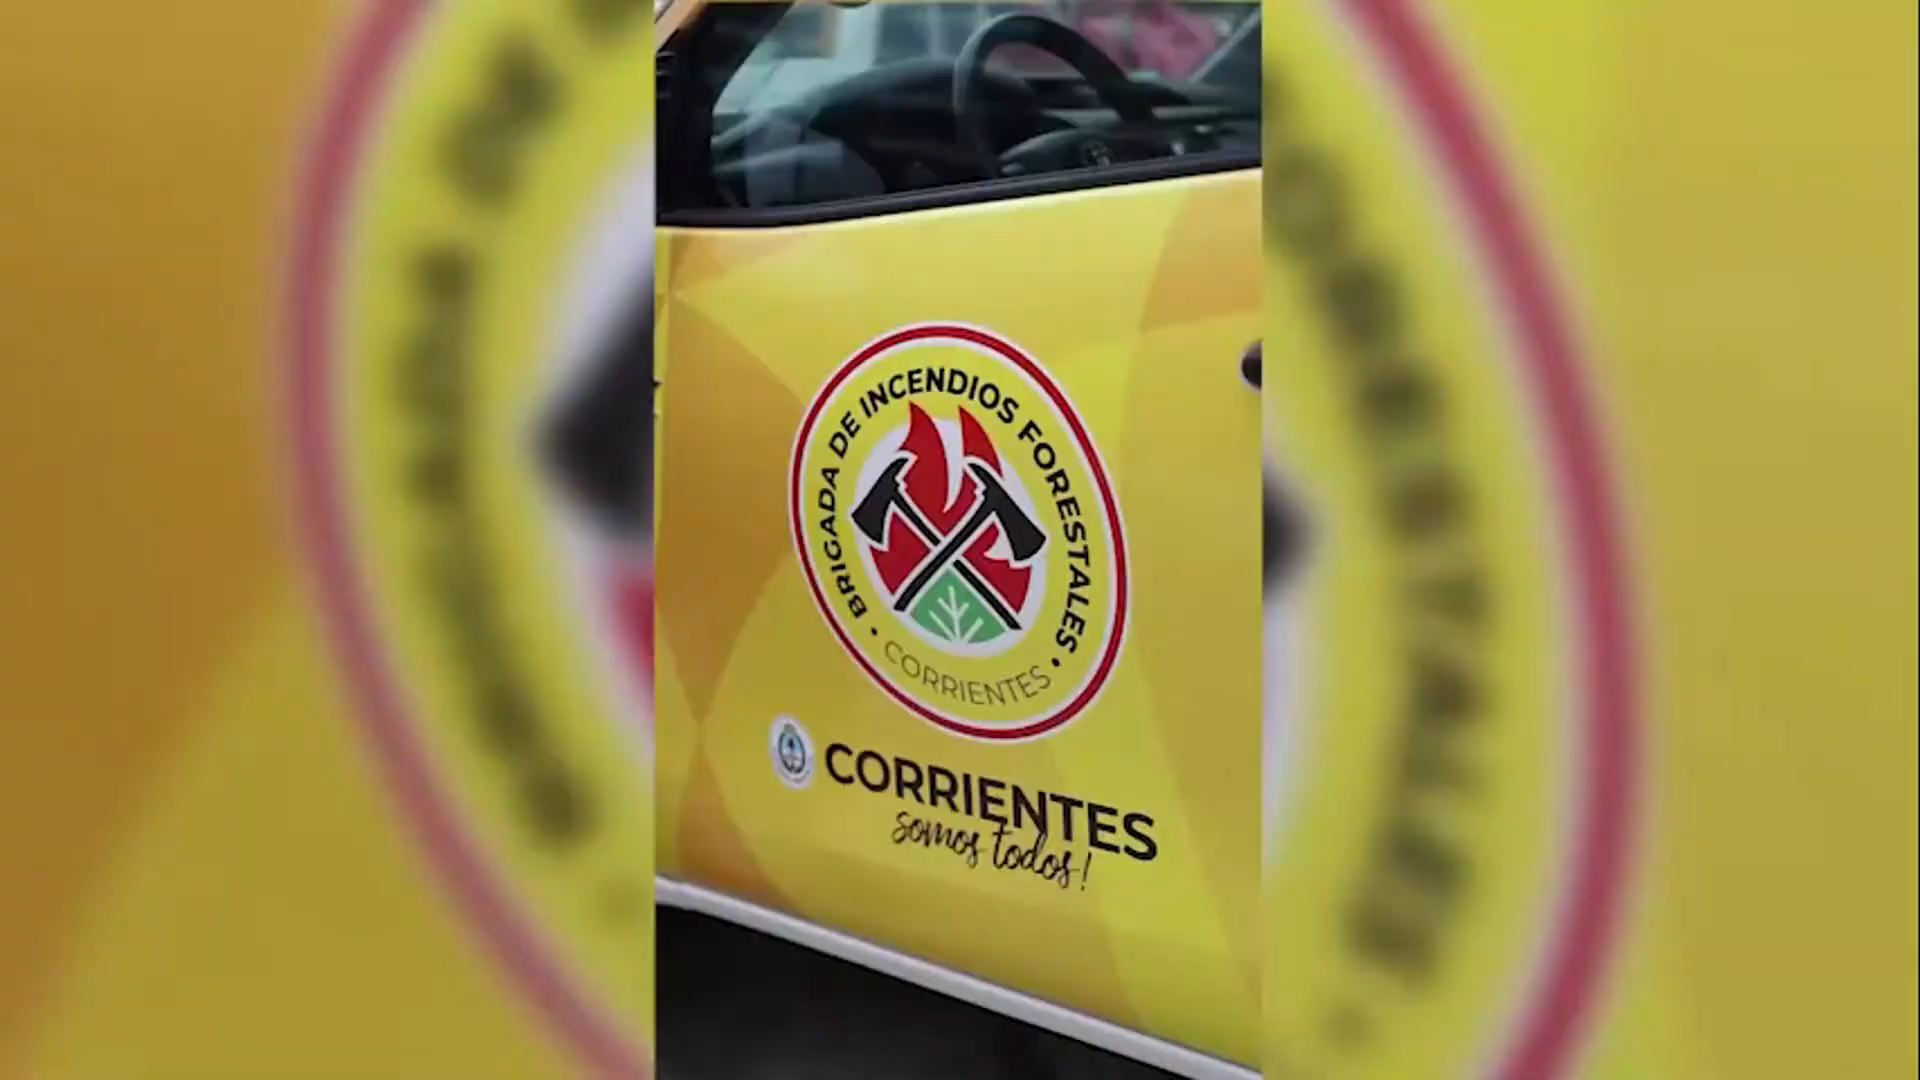 • BRIGADA DE INCENDIOS FORESTALES •
CORRIENTES
CORRIENTES
somos todos!